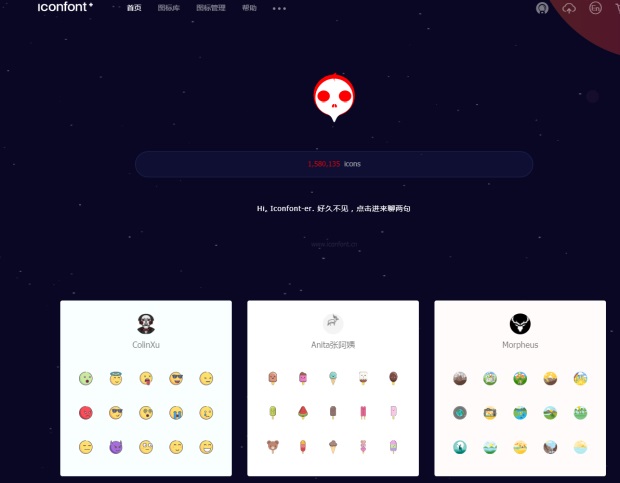 iconfont+
首页 图标库 图标管理 帮助 En
1,580,135 icons
Hi, Iconfont-er. 好久不见，点击进来聊两句
www.iconfont.cn
ColinXu Anita张阿嬌 Morpheus